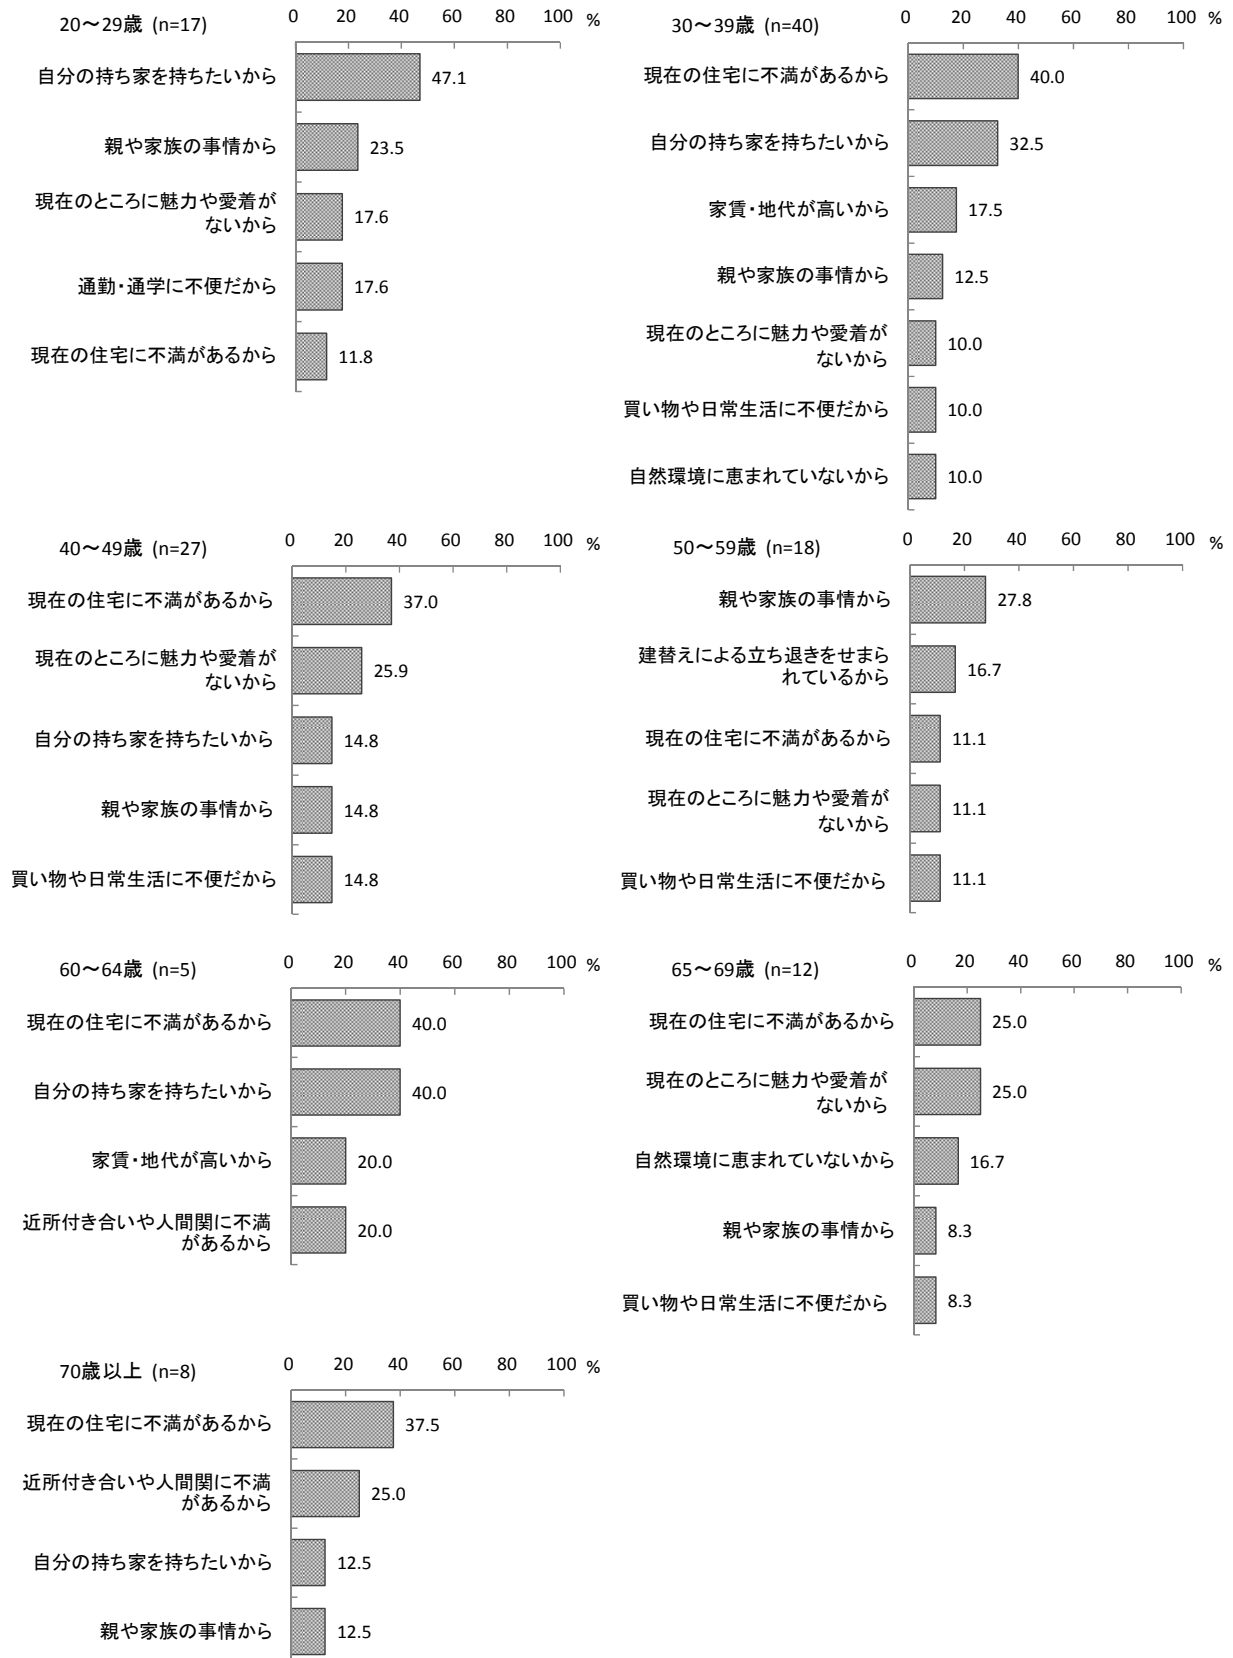 20～29歳 (n=17)
0 20 40 60 80 100 %
自分の持ち家を持ちたいから 47.1
親や家族の事情から 23.5
現在のところに魅力や愛着が
ないから 17.6
通勤・通学に不便だから 17.6
現在の住宅に不満があるから 11.8
30～39歳 (n=40)
0 20 40 60 80 100 %
現在の住宅に不満があるから 40.0
自分の持ち家を持ちたいから 32.5
家賃・地代が高いから 17.5
親や家族の事情から 12.5
現在のところに魅力や愛着が
ないから 10.0
買い物や日常生活に不便だから 10.0
自然環境に恵まれていないから 10.0
40～49歳 (n=27)
0 20 40 60 80 100 %
現在の住宅に不満があるから 37.0
現在のところに魅力や愛着が
ないから 25.9
自分の持ち家を持ちたいから 14.8
親や家族の事情から 14.8
買い物や日常生活に不便だから 14.8
50～59歳 (n=18)
0 20 40 60 80 100 %
親や家族の事情から 27.8
建替えによる立ち退きをせまら
れているから 16.7
現在の住宅に不満があるから 11.1
現在のところに魅力や愛着が
ないから 11.1
買い物や日常生活に不便だから 11.1
60～64歳 (n=5)
0 20 40 60 80 100 %
現在の住宅に不満があるから 40.0
自分の持ち家を持ちたいから 40.0
家賃・地代が高いから 20.0
近所付き合いや人間関に不満
があるから 20.0
65～69歳 (n=12)
0 20 40 60 80 100 %
現在の住宅に不満があるから 25.0
現在のところに魅力や愛着が
ないから 25.0
自然環境に恵まれていないから 16.7
親や家族の事情から 8.3
買い物や日常生活に不便だから 8.3
70歳以上 (n=8)
0 20 40 60 80 100 %
現在の住宅に不満があるから 37.5
近所付き合いや人間関に不満
があるから 25.0
自分の持ち家を持ちたいから 12.5
親や家族の事情から 12.5